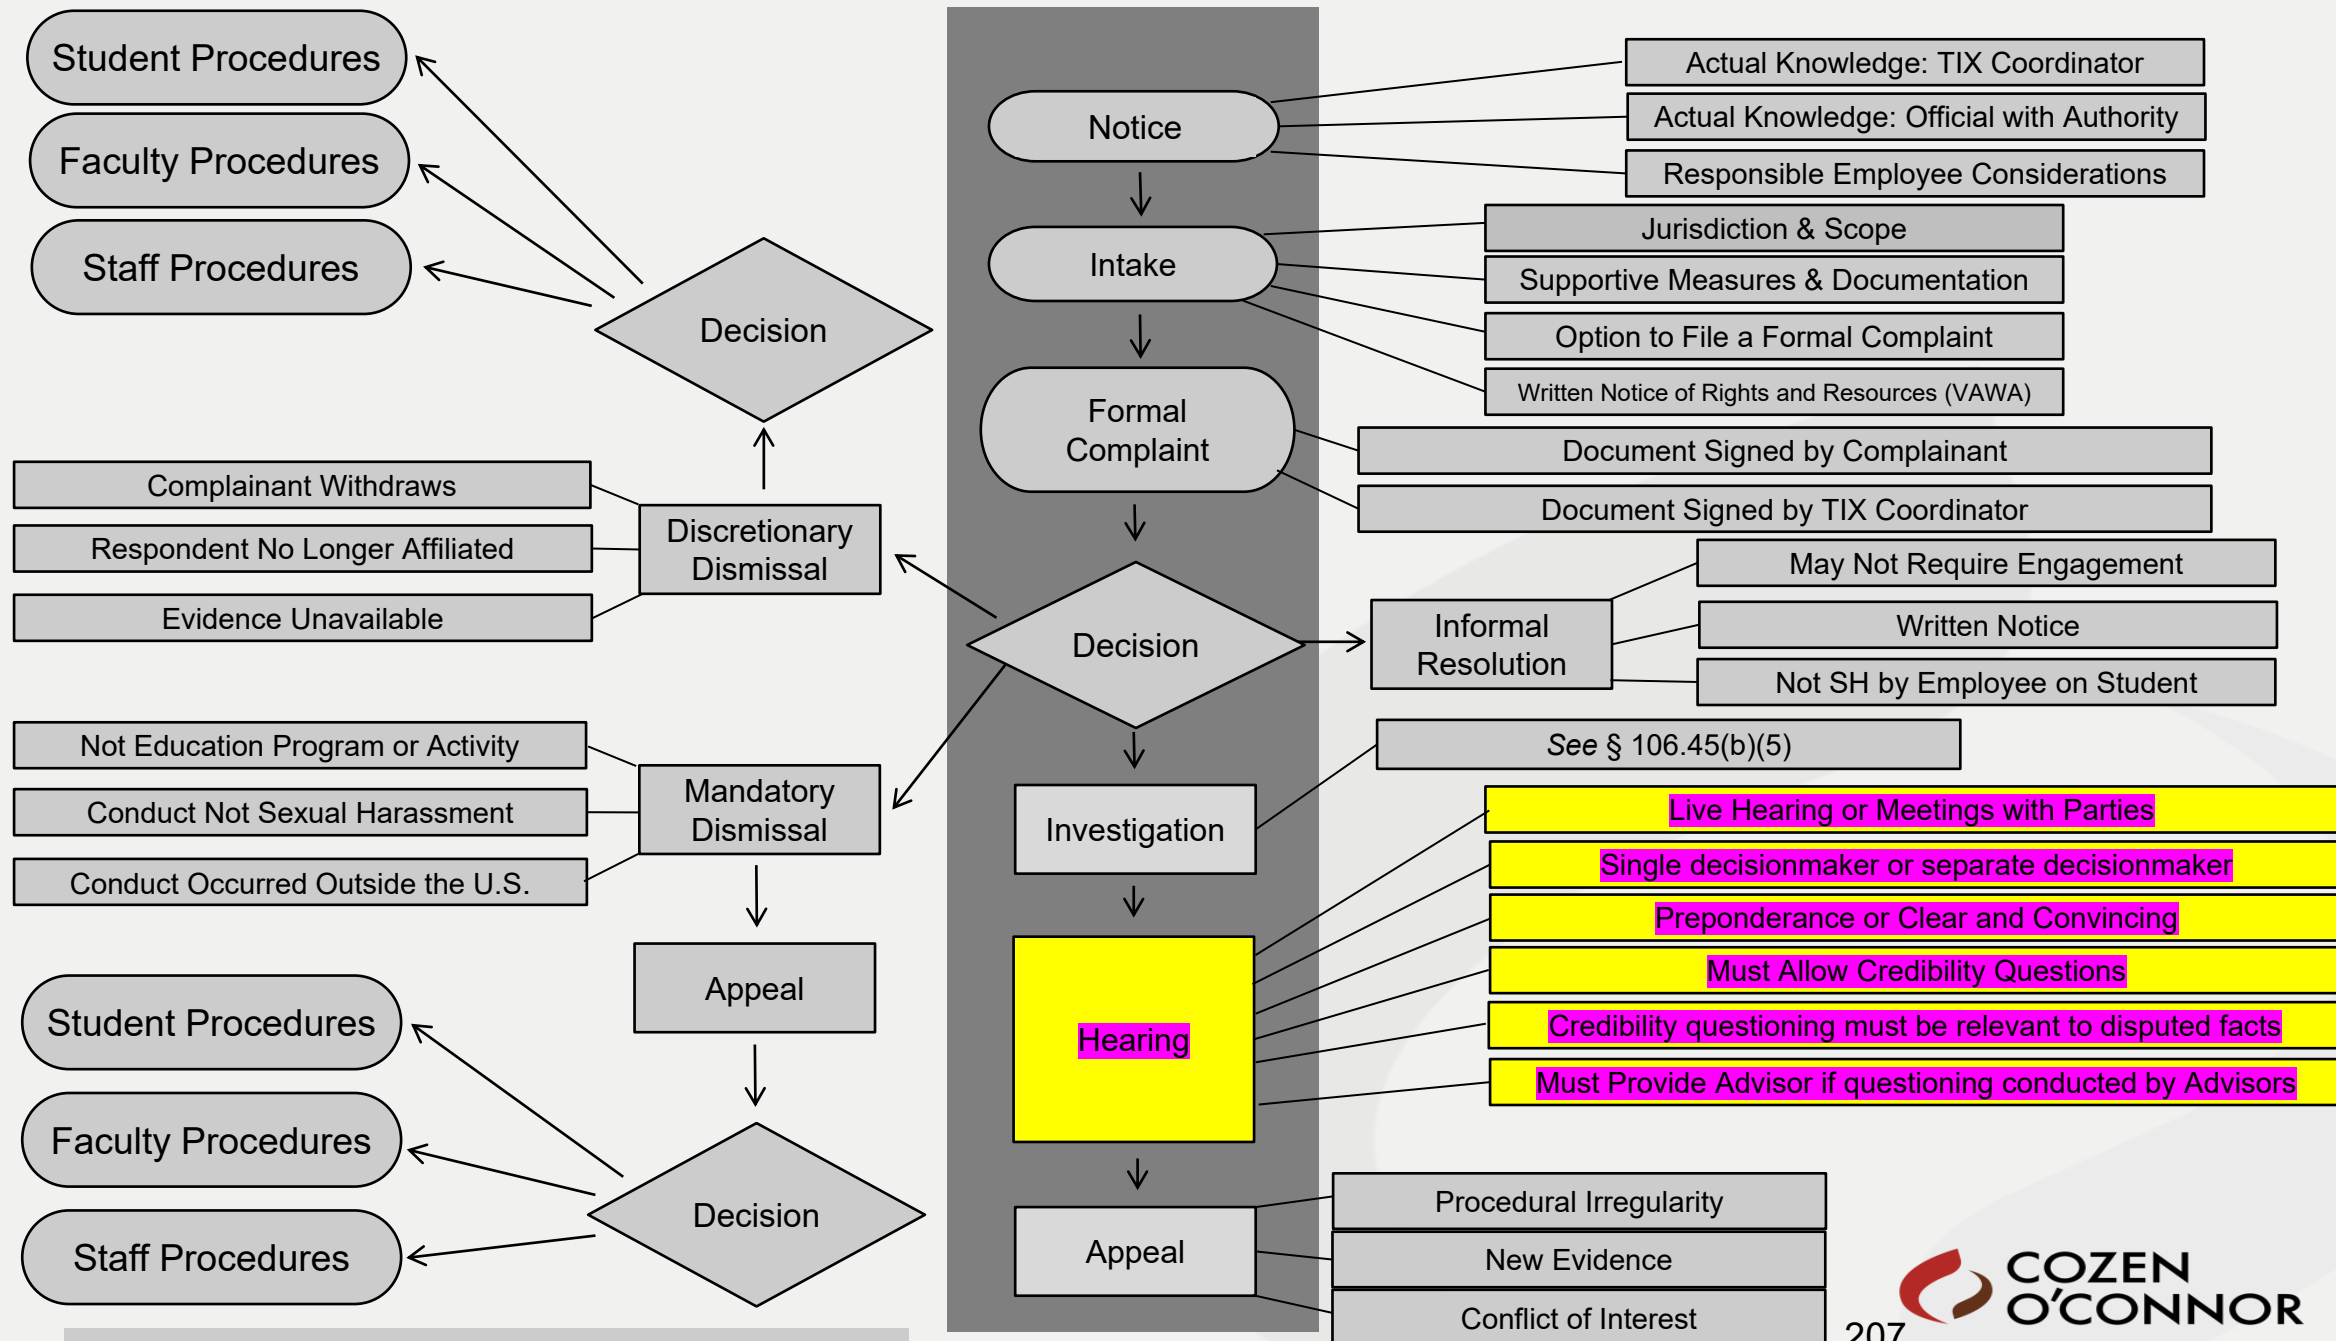 Student Procedures
Faculty Procedures
Staff Procedures
Decision
Complainant Withdraws
Respondent No Longer Affiliated
Evidence Unavailable
Discretionary
Dismissal
Not Education Program or Activity
Conduct Not Sexual Harassment
Conduct Occurred Outside the U.S.
Mandatory
Dismissal
Appeal
Student Procedures
Faculty Procedures
Staff Procedures
Decision
Notice
Intake
Formal
Complaint
Decision
Investigation
Hearing
Appeal
Actual Knowledge: TIX Coordinator
Actual Knowledge: Official with Authority
Responsible Employee Considerations
Jurisdiction & Scope
Supportive Measures & Documentation
Option to File a Formal Complaint
Written Notice of Rights and Resources (VAWA)
Document Signed by Complainant
Document Signed by TIX Coordinator
Informal
Resolution
May Not Require Engagement
Written Notice
Not SH by Employee on Student
See § 106.45(b)(5)
Live Hearing or Meetings with Parties
Single decisionmaker or separate decisionmaker
Preponderance or Clear and Convincing
Must Allow Credibility Questions
Credibility questioning must be relevant to disputed facts
Must Provide Advisor if questioning conducted by Advisors
Procedural Irregularity
New Evidence
Conflict of Interest
COZEN
O'CONNOR
207